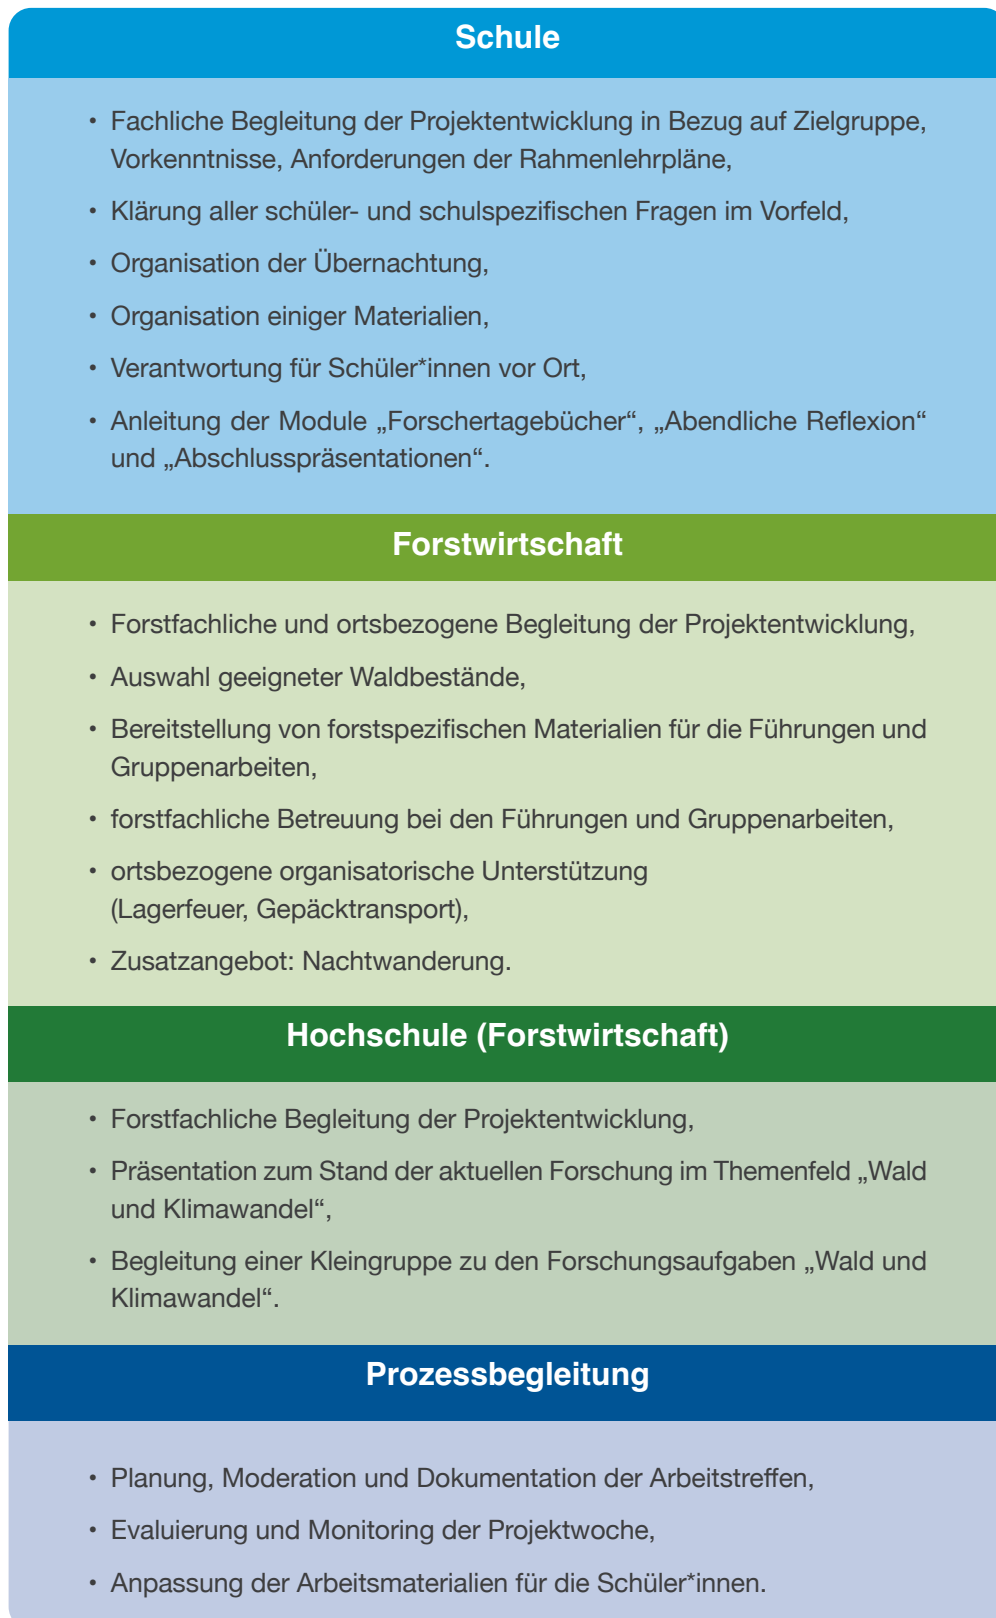 Schule
• Fachliche Begleitung der Projektentwicklung in Bezug auf Zielgruppe,
Vorkenntnisse, Anforderungen der Rahmenlehrpläne,
• Klärung aller schüler- und schulspezifischen Fragen im Vorfeld,
• Organisation der Übernachtung,
• Organisation einiger Materialien,
• Verantwortung für Schüler*innen vor Ort,
• Anleitung der Module „Forschertagebücher“, „Abendliche Reflexion“
und „Abschlusspräsentationen“.
Forstwirtschaft
• Forstfachliche und ortsbezogene Begleitung der Projektentwicklung,
• Auswahl geeigneter Waldbestände,
• Bereitstellung von forstspezifischen Materialien für die Führungen und
Gruppenarbeiten,
• forstfachliche Betreuung bei den Führungen und Gruppenarbeiten,
• ortsbezogene organisatorische Unterstützung
(Lagerfeuer, Gepäcktransport),
• Zusatzangebot: Nachtwanderung.
Hochschule (Forstwirtschaft)
• Forstfachliche Begleitung der Projektentwicklung,
• Präsentation zum Stand der aktuellen Forschung im Themenfeld „Wald
und Klimawandel“,
• Begleitung einer Kleingruppe zu den Forschungsaufgaben „Wald und
Klimawandel“.
Prozessbegleitung
• Planung, Moderation und Dokumentation der Arbeitstreffen,
• Evaluierung und Monitoring der Projektwoche,
• Anpassung der Arbeitsmaterialien für die Schüler*innen.